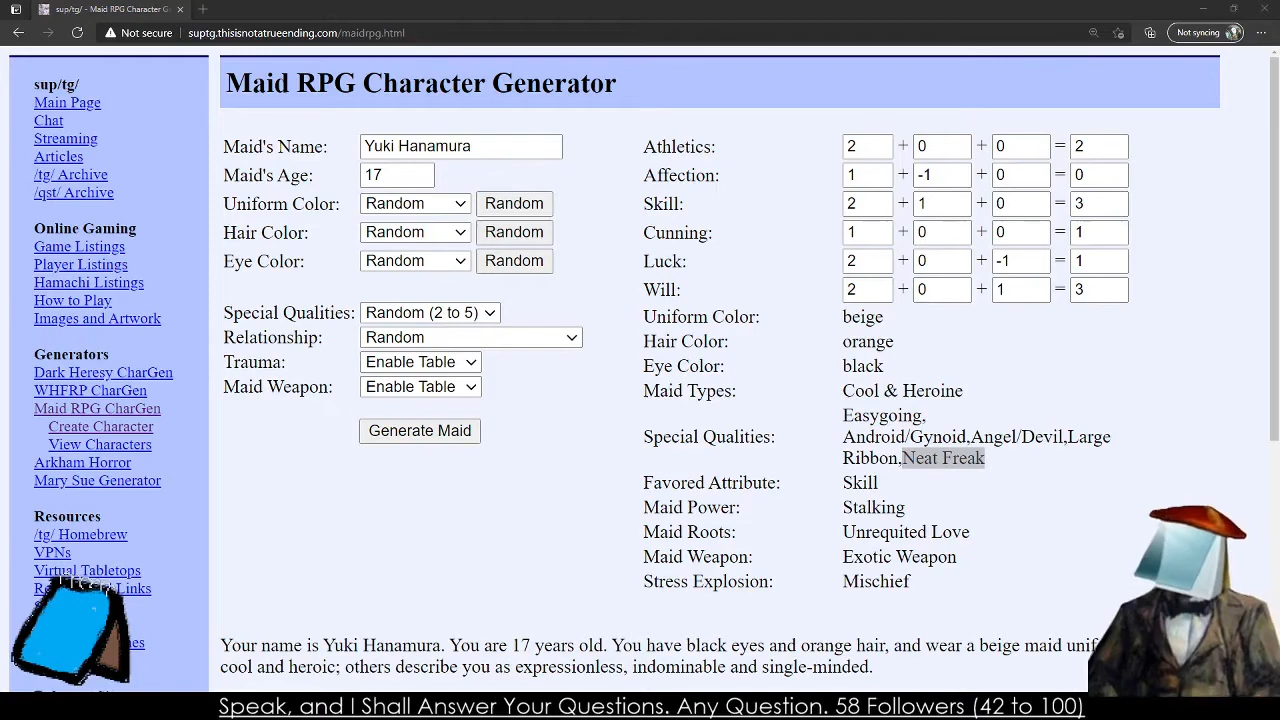 sup/tg/ - Maid RPG Character Ge
Not secure
suptg.thisisnotatrueending.com/maidrpg.html
Not syncing
sup/tg/
Main Page
Chat
Streaming
Articles
/tg/ Archive
/qst/ Archive
Online Gaming
Game Listings
Player Listings
Hamachi Listings
How to Play
Images and Artwork
Generators
Dark Heresy CharGen
WHFRP CharGen
Maid RPG CharGen
Create Character
View Characters
Arkham Horror
Mary Sue Generator
Resources
/tg/ Homebrew
VPNs
Virtual Tabletops
Links
Maid RPG Character Generator
Maid's Name: Yuki Hanamura
Maid's Age: 17
Uniform Color: Random Random
Hair Color: Random Random
Eye Color: Random Random
Special Qualities: Random (2 to 5)
Relationship: Random
Trauma: Enable Table
Maid Weapon: Enable Table
Generate Maid
Athletics: 2 + 0 + 0 = 2
Affection: 1 + -1 + 0 = 0
Skill: 2 + 1 + 0 = 3
Cunning: 1 + 0 + 0 = 1
Luck: 2 + 0 + -1 = 1
Will: 2 + 0 + 1 = 3
Uniform Color: beige
Hair Color: orange
Eye Color: black
Maid Types: Cool & Heroine
Easygoing,
Special Qualities: Android/Gynoid,Angel/Devil,Large
Ribbon,Neat Freak
Favored Attribute: Skill
Maid Power: Stalking
Maid Roots: Unrequited Love
Maid Weapon: Exotic Weapon
Stress Explosion: Mischief
Your name is Yuki Hanamura. You are 17 years old. You have black eyes and orange hair, and wear a beige maid unif
cool and heroic; others describe you as expressionless, indominable and single-minded.
Speak, and I Shall Answer Your Questions. Any Question. 58 Followers (42 to 100)